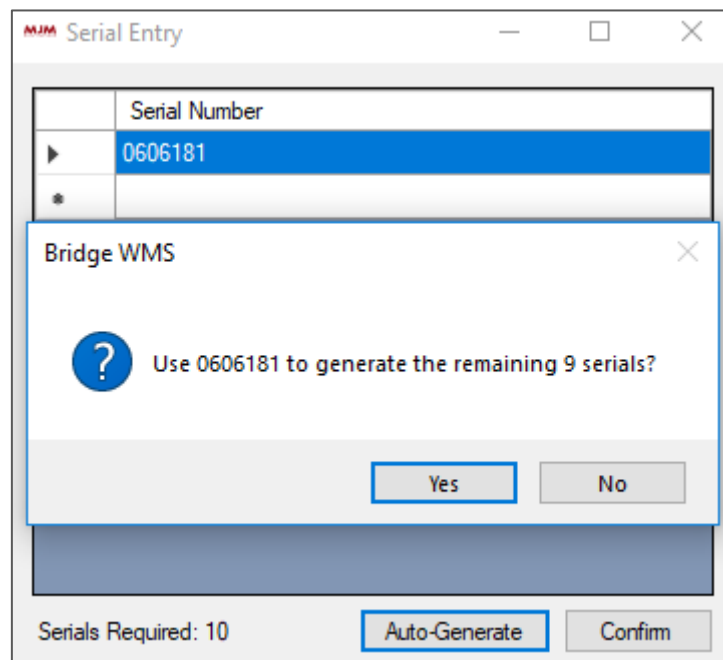 MJM Serial Entry
Serial Number
0606181
Bridge WMS
Use 0606181 to generate the remaining 9 serials?
Yes No
Serials Required: 10 Auto-Generate Confirm